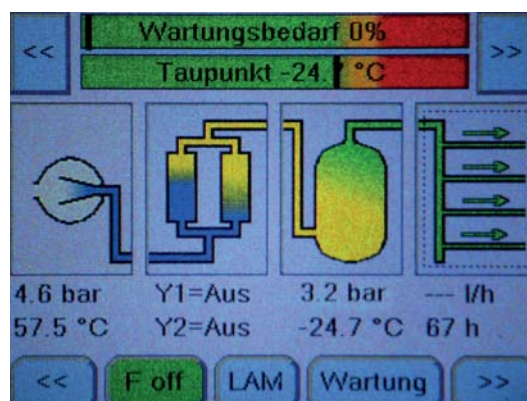 << Wartungsbedarf 0% >>
Taupunkt -24.7 °C
4.6 bar Y1=Aus 3.2 bar --- l/h
57.5 °C Y2=Aus -24.7 °C 67 h
<< F off LAM Wartung >>